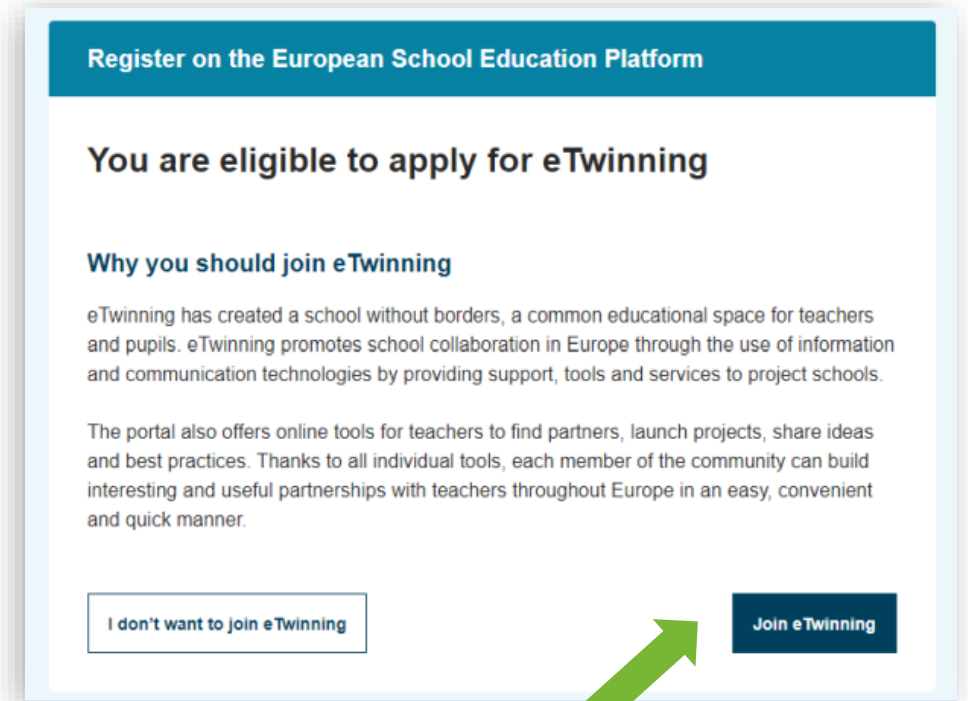 Register on the European School Education Platform
You are eligible to apply for eTwinning
Why you should join eTwinning
eTwinning has created a school without borders, a common educational space for teachers
and pupils. eTwinning promotes school collaboration in Europe through the use of information
and communication technologies by providing support, tools and services to project schools.
The portal also offers online tools for teachers to find partners, launch projects, share ideas
and best practices. Thanks to all individual tools, each member of the community can build
interesting and useful partnerships with teachers throughout Europe in an easy, convenient
and quick manner.
I don't want to join eTwinning
Join eTwinning